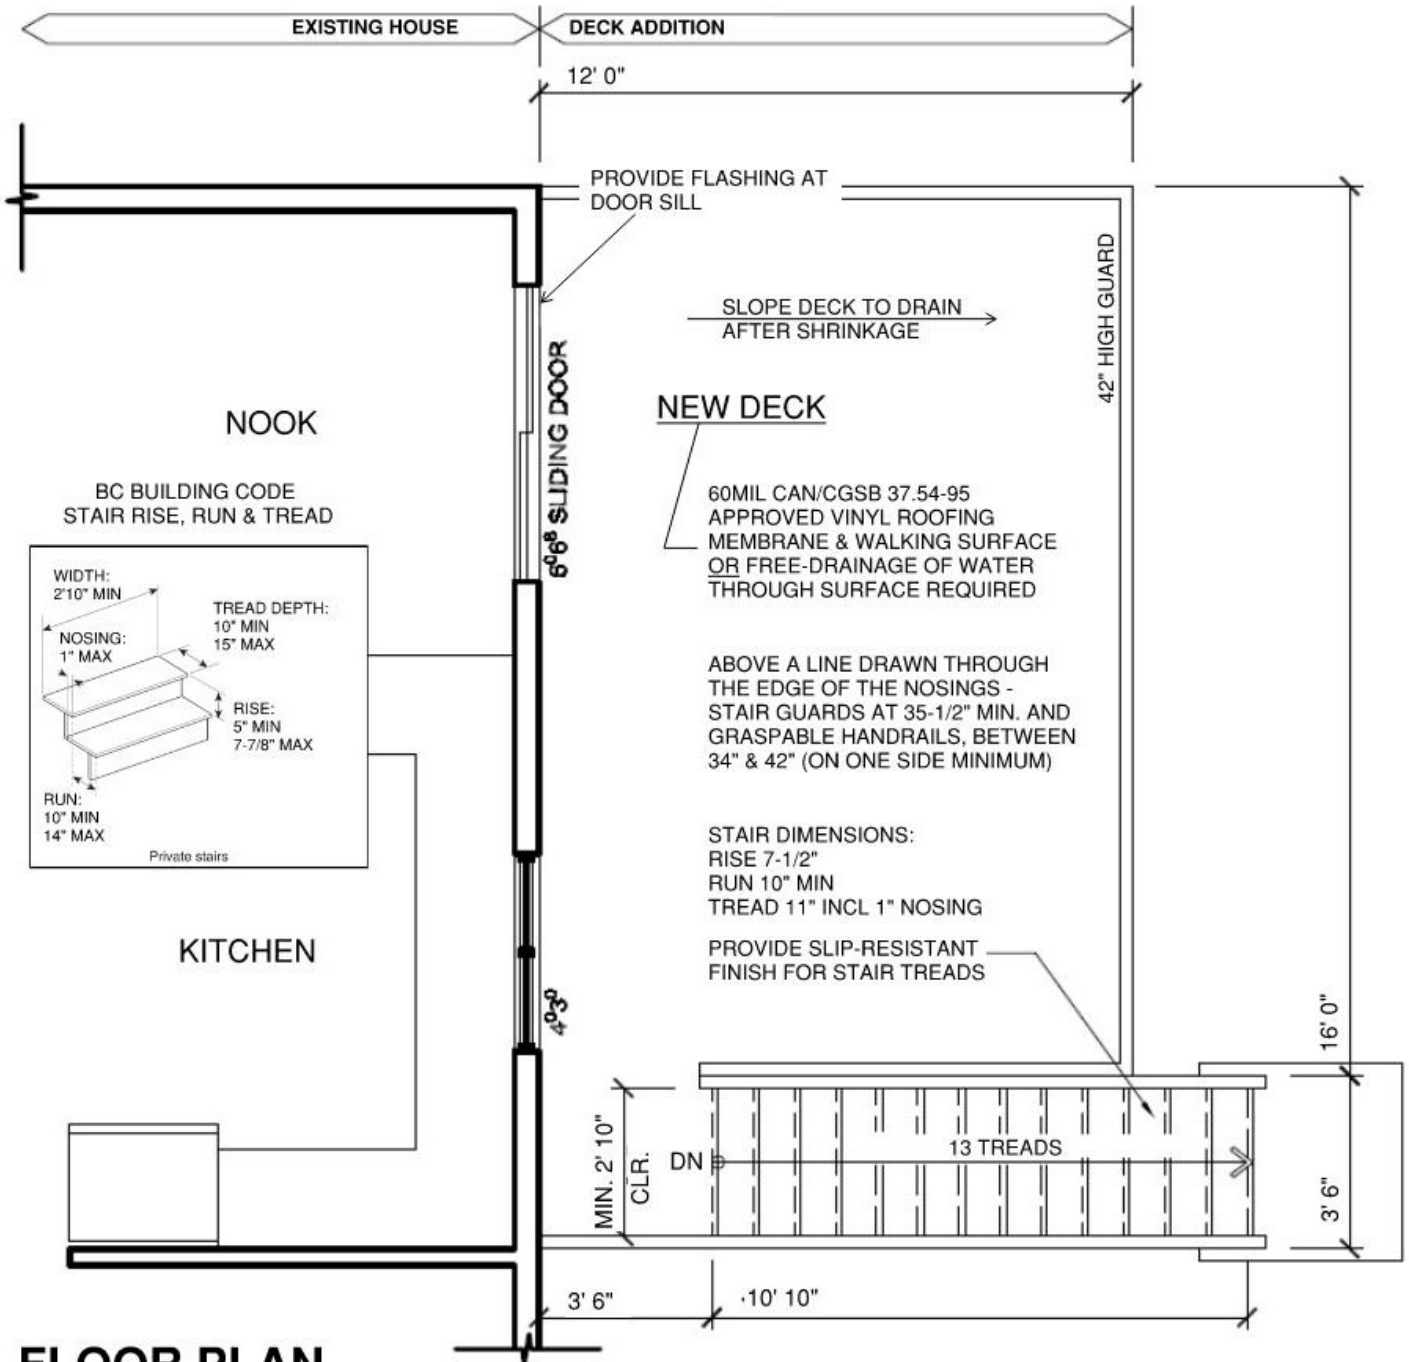 EXISTING HOUSE
DECK ADDITION
12' 0"
PROVIDE FLASHING AT
DOOR SILL
SLOPE DECK TO DRAIN
AFTER SHRINKAGE
42" HIGH GUARD
NOOK
NEW DECK
SLIDING DOOR
BC BUILDING CODE
STAIR RISE, RUN & TREAD
WIDTH:
2'10" MIN
NOSING:
1" MAX
TREAD DEPTH:
10" MIN
15" MAX
RISE:
5" MIN
7-7/8" MAX
RUN:
10" MIN
14" MAX
Private stairs
60MIL CAN/CGSB 37.54-95
APPROVED VINYL ROOFING
MEMBRANE & WALKING SURFACE
OR FREE-DRAINAGE OF WATER
THROUGH SURFACE REQUIRED
ABOVE A LINE DRAWN THROUGH
THE EDGE OF THE NOSINGS -
STAIR GUARDS AT 35-1/2" MIN. AND
GRASPABLE HANDRAILS, BETWEEN
34" & 42" (ON ONE SIDE MINIMUM)
STAIR DIMENSIONS:
RISE 7-1/2"
RUN 10" MIN
TREAD 11" INCL 1" NOSING
PROVIDE SLIP-RESISTANT
FINISH FOR STAIR TREADS
KITCHEN
16' 0"
MIN. 2' 10"
CLR.
DN
13 TREADS
3' 6"
3' 6"
10' 10"
FLOOR PLAN